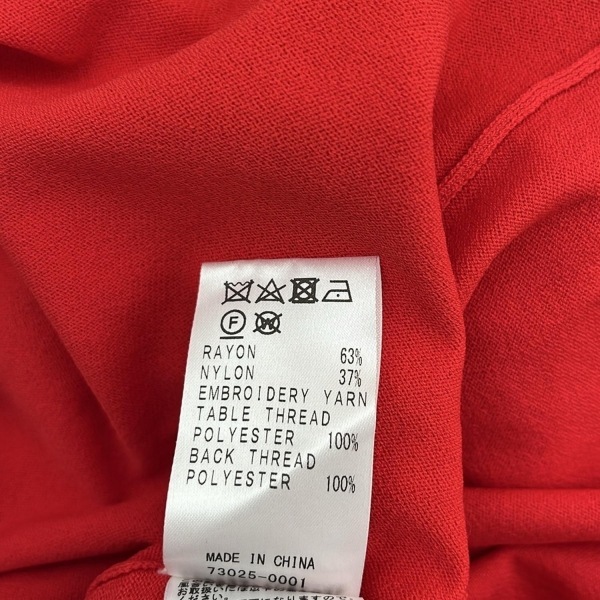 F W
RAYON 63%
NYLON 37%
EMBROIDERY YARN
TABLE THREAD
POLYESTER 100%
BACK THREAD
POLYESTER 100%
MADE IN CHINA
73025-0001